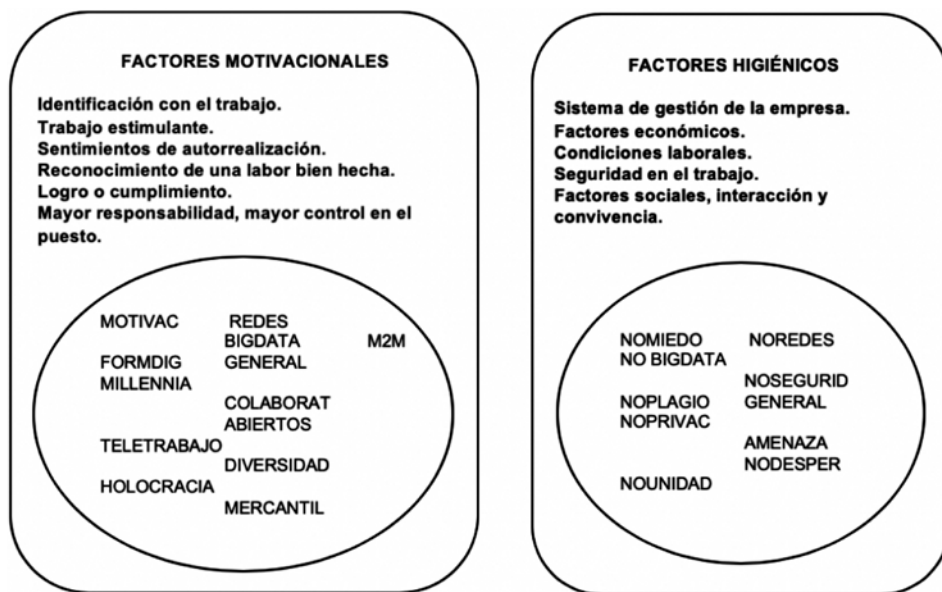 FACTORES MOTIVACIONALES
Identificación con el trabajo.
Trabajo estimulante.
Sentimientos de autorrealización.
Reconocimiento de una labor bien hecha.
Logro o cumplimiento.
Mayor responsabilidad, mayor control en el
puesto.
MOTIVAC REDES
BIGDATA M2M
FORMDIG GENERAL
MILLENNIA
COLABORAT
ABIERTOS
TELETRABAJO
DIVERSIDAD
HOLOCRACIA
MERCANTIL
FACTORES HIGIÉNICOS
Sistema de gestión de la empresa.
Factores económicos.
Condiciones laborales.
Seguridad en el trabajo.
Factores sociales, interacción y
convivencia.
NOMIEDO NOREDES
NO BIGDATA
NOSEGURID
NOPLAGIO GENERAL
NOPRIVAC
AMENAZA
NODESPER
NOUNIDAD